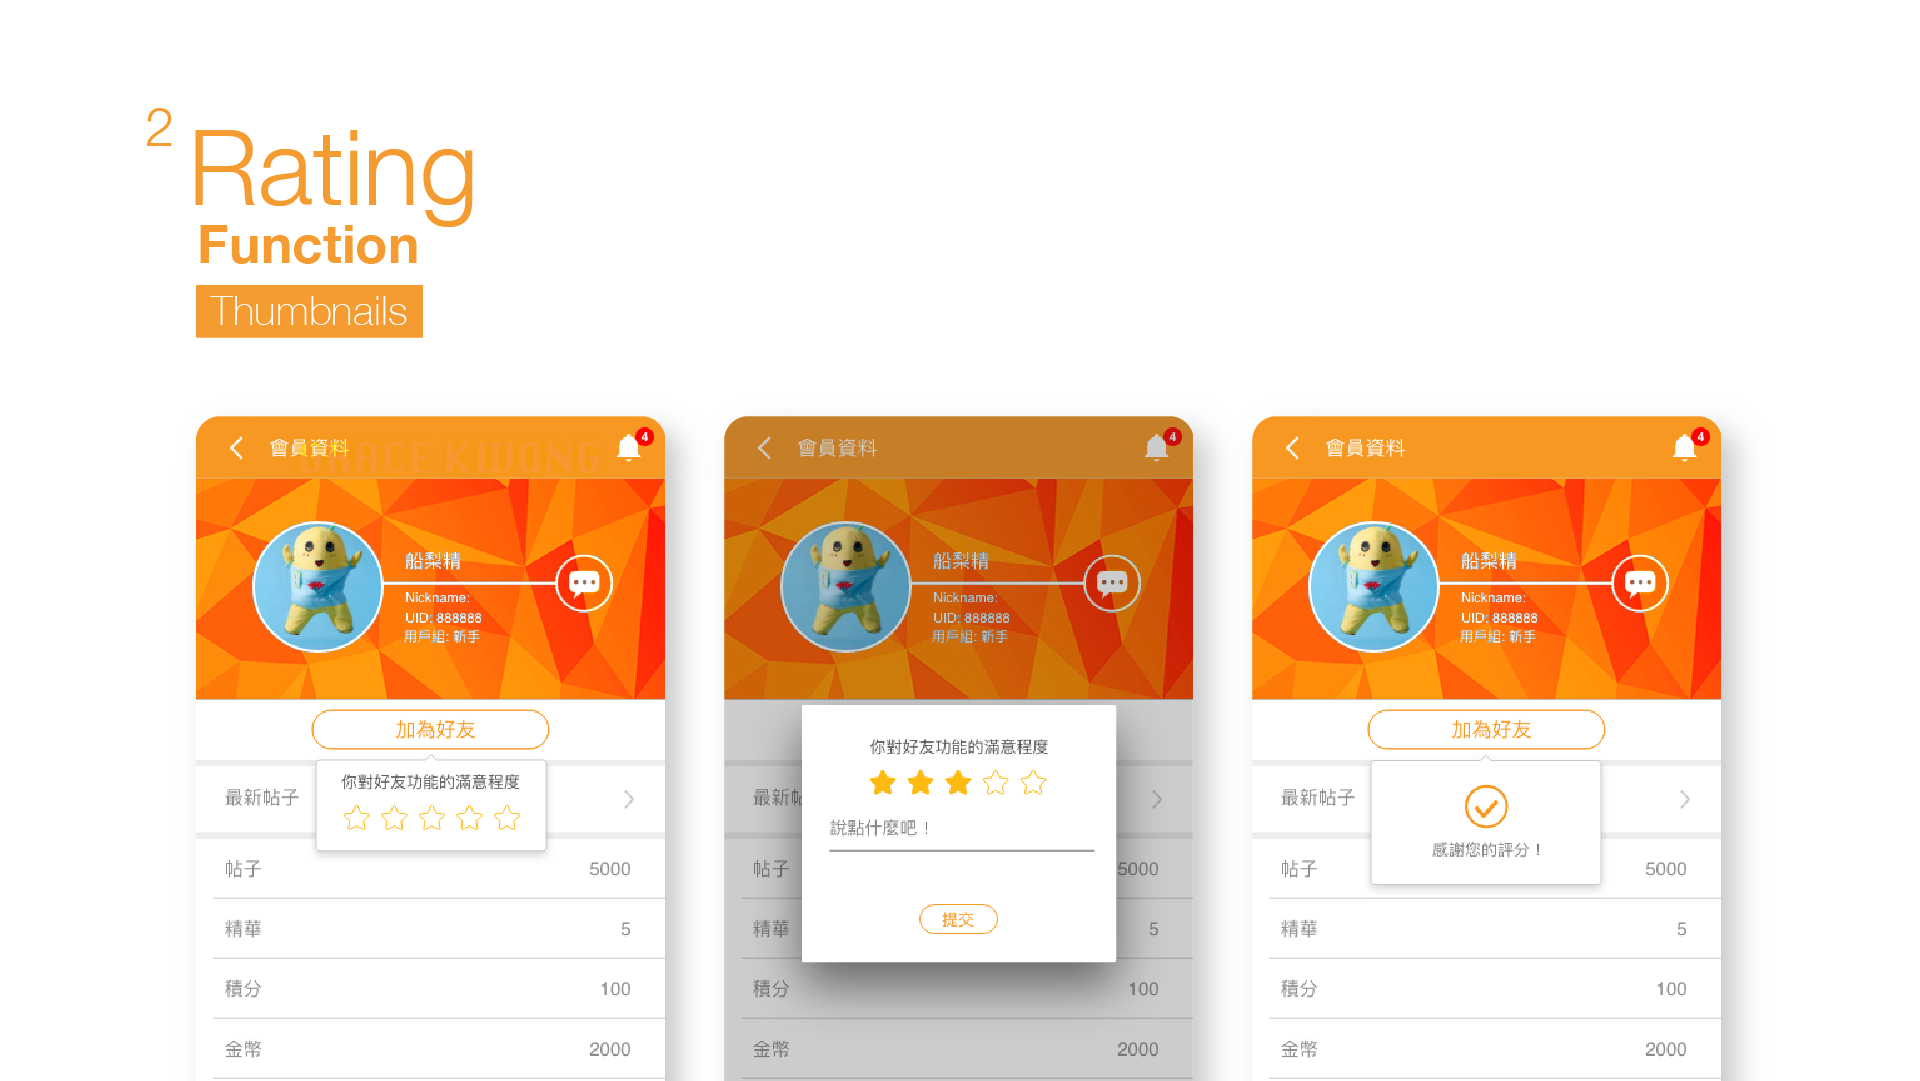 2
Rating
Function
Thumbnails
會員資料
GRACE KWONG
4
船梨精
Nickname:
UID: 888888
用戶組: 新手
加為好友
你對好友功能的滿意程度
最新帖子
帖子 5000
精華 5
積分 100
金幣 2000
會員資料
4
船梨精
Nickname:
UID: 888888
用戶組: 新手
你對好友功能的滿意程度
說點什麼吧！
提交
最新帖
帖子 5000
精華 5
積分 100
金幣 2000
會員資料
4
船梨精
Nickname:
UID: 888888
用戶組: 新手
加為好友
感謝您的評分！
最新帖子
帖子 5000
精華 5
積分 100
金幣 2000